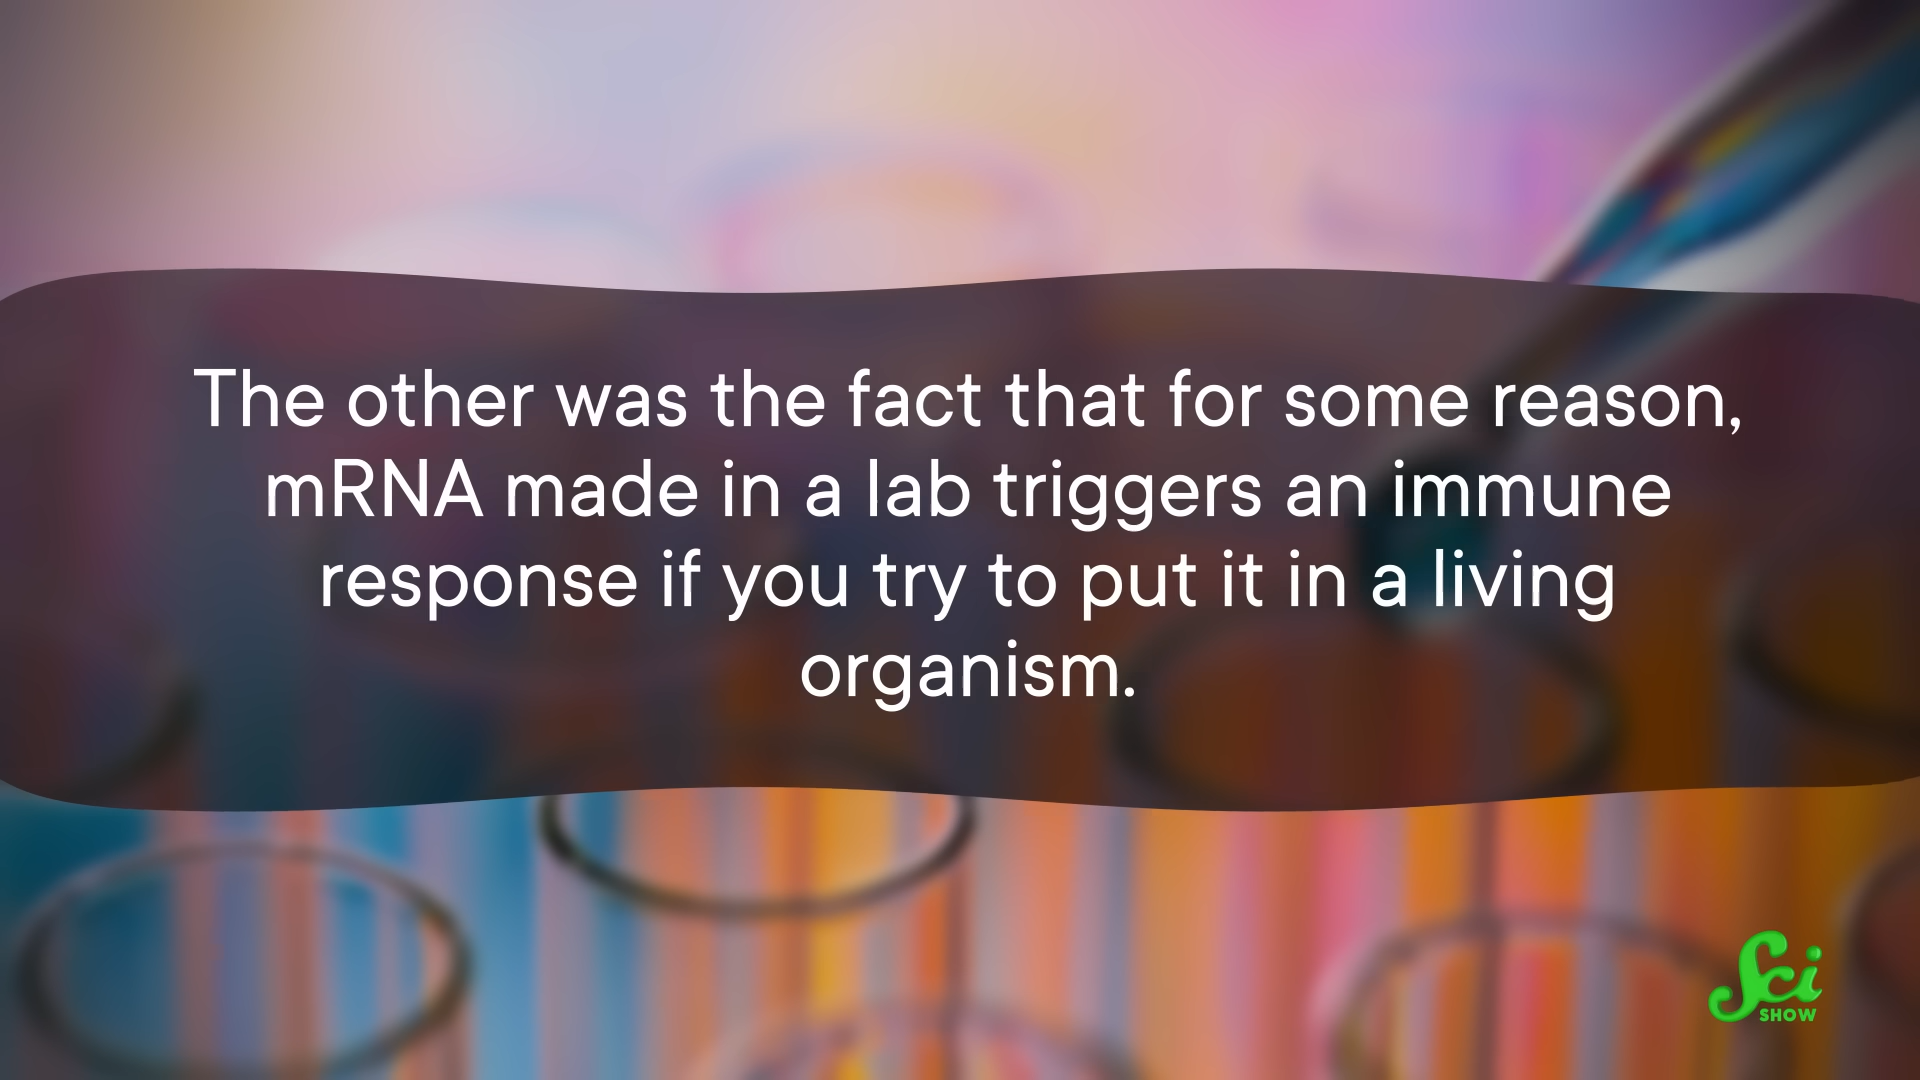 The other was the fact that for some reason,
mRNA made in a lab triggers an immune
response if you try to put it in a living
organism.
Sci
SHOW